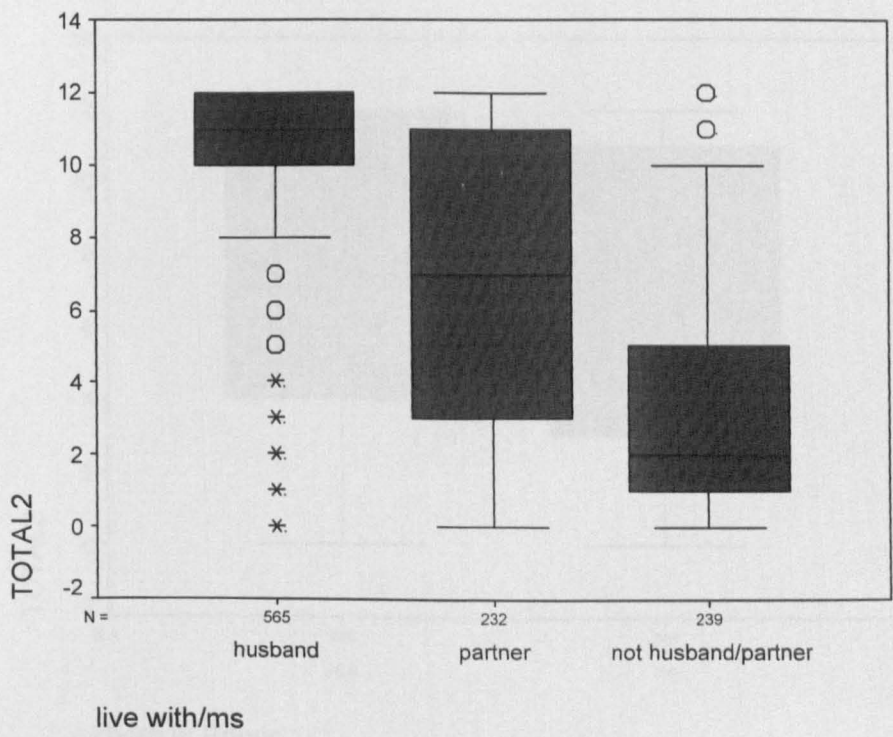 14
12
10
8
6
4
2
0
-2
TOTAL2
N = 565 232 239
husband partner not husband/partner
live with/ms